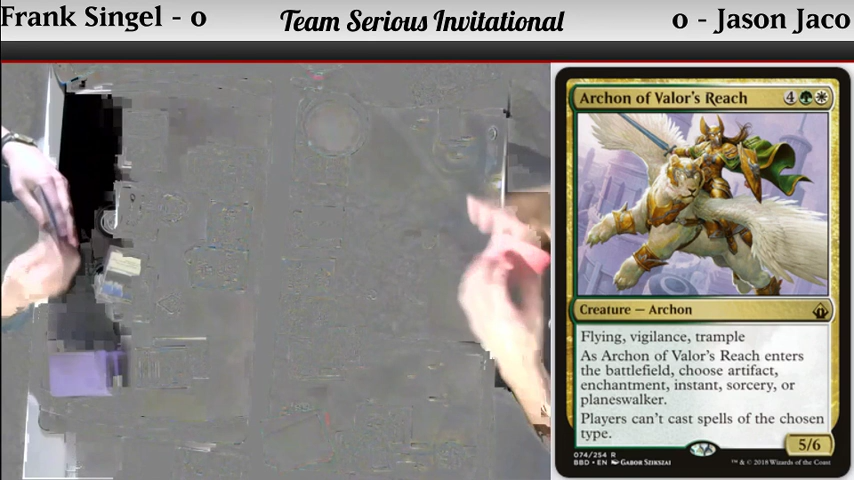 Frank Singel - 0
Team Serious Invitational
0 - Jason Jaco
Archon of Valor's Reach 4
Creature — Archon
Flying, vigilance, trample
As Archon of Valor's Reach enters
the battlefield, choose artifact,
enchantment, instant, sorcery, or
planeswalker.
Players can't cast spells of the chosen
type.
5/6
074/254 R
BBD • EN Gabor Szikszai
™ & © 2018 Wizards of the Coast